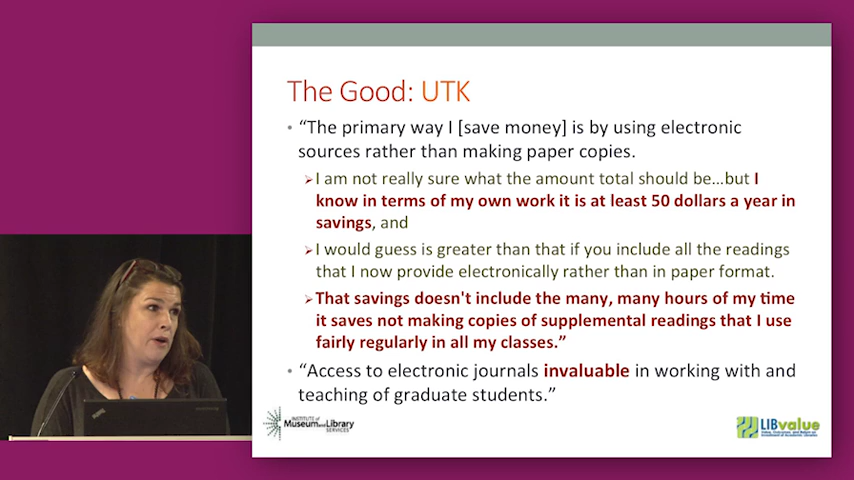 The Good: UTK
• “The primary way I [save money] is by using electronic
sources rather than making paper copies.
➢I am not really sure what the amount total should be…but I
know in terms of my own work it is at least 50 dollars a year in
savings, and
➢I would guess is greater than that if you include all the readings
that I now provide electronically rather than in paper format.
➢That savings doesn't include the many, many hours of my time
it saves not making copies of supplemental readings that I use
fairly regularly in all my classes.”
• “Access to electronic journals invaluable in working with and
teaching of graduate students.”
INSTITUTE of
Museum and Library
SERVICES
LIBvalue